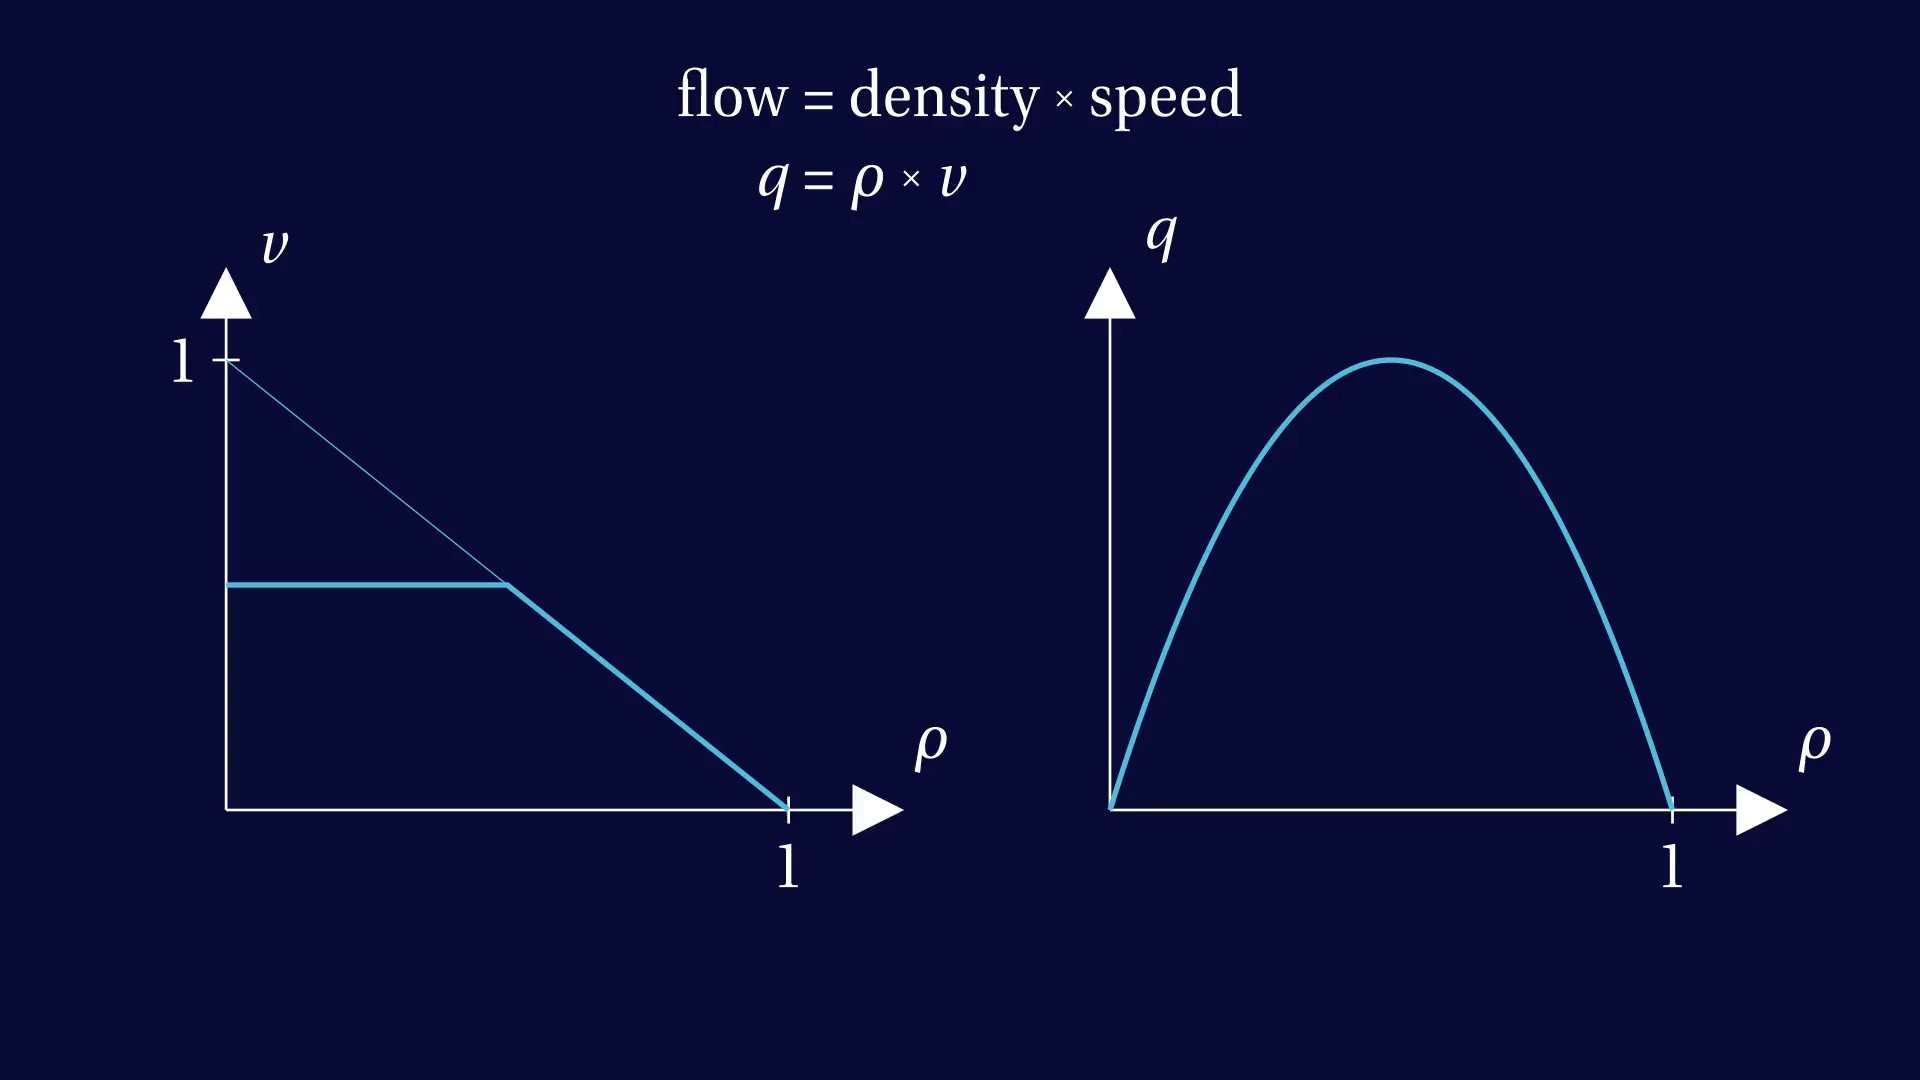 flow = density × speed
q = ρ × v
v
q
1
ρ
ρ
1
1